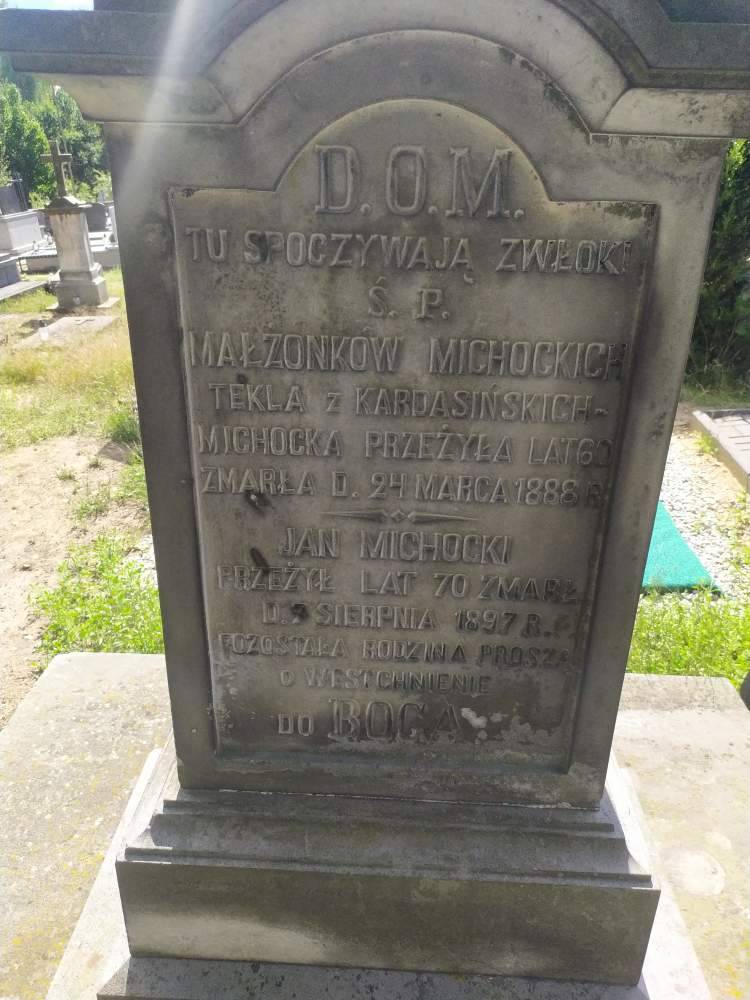 D.O.M.
TU SPOCZYWAJĄ ZWŁOKI
Ś. P.
MAŁŻONKÓW MICHOCKICH
TEKLA z KARDASIŃSKICH-
MICHOCKA PRZEŻYŁA LAT 60
ZMARŁA D. 24 MARCA 1888 R.
JAN MICHOCKI
PRZEŻYŁ LAT 70 ZMARŁ
D. SIERPNIA 1897 R.
POZOSTAŁA RODZINA PROSZĄ
O WESTCHNIENIE
DO BOGA